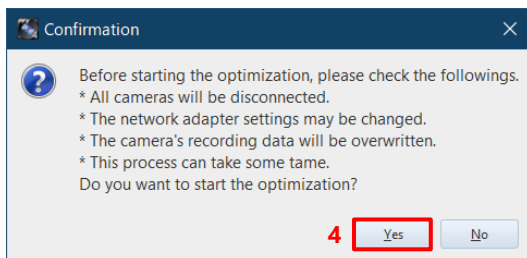 Confirmation
Before starting the optimization, please check the followings.
* All cameras will be disconnected.
* The network adapter settings may be changed.
* The camera's recording data will be overwritten.
* This process can take some tame.
Do you want to start the optimization?
4 Yes No